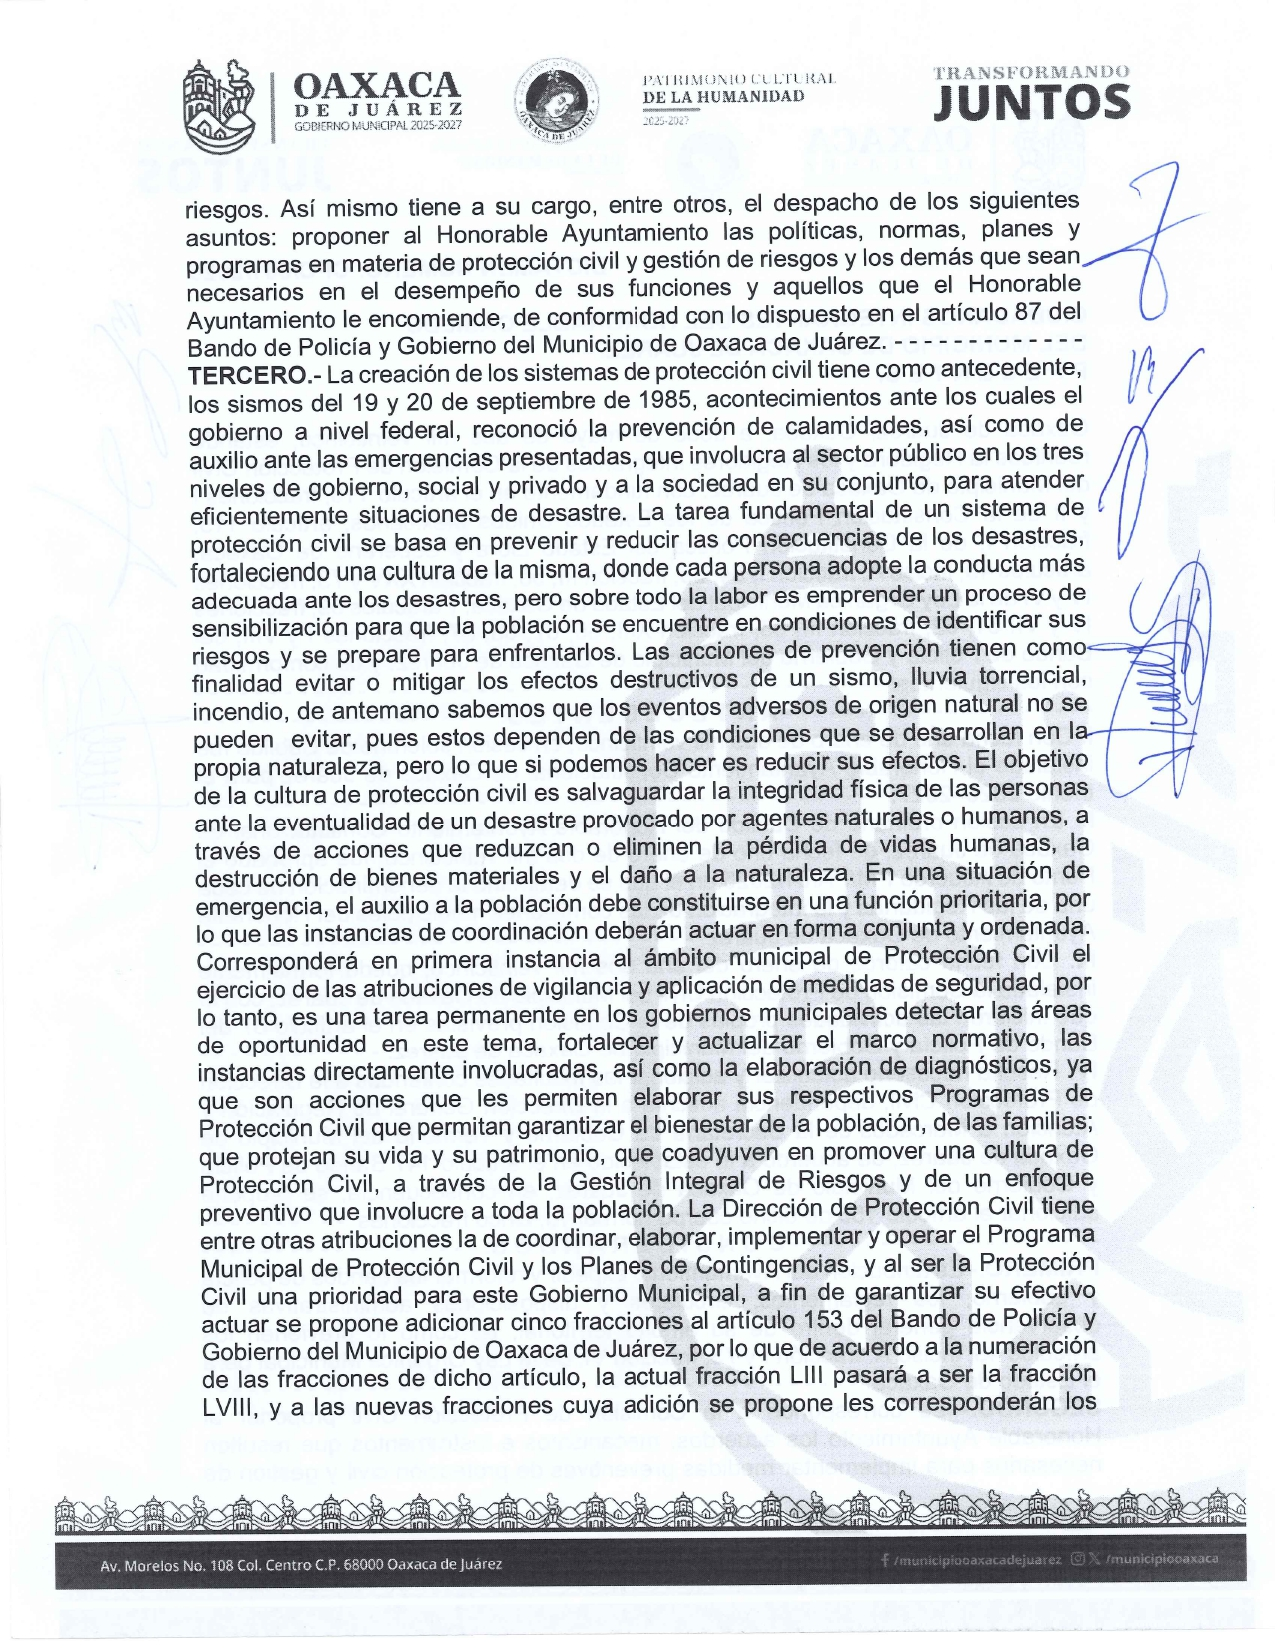 OAXACA
DE JUÁREZ
GOBIERNO MUNICIPAL 2025-2027
OAXACA DE JUÁREZ
PATRIMONIO CULTURAL
DE LA HUMANIDAD
2025-2027
TRANSFORMANDO
JUNTOS
riesgos. Así mismo tiene a su cargo, entre otros, el despacho de los siguientes
asuntos: proponer al Honorable Ayuntamiento las políticas, normas, planes y
programas en materia de protección civil y gestión de riesgos y los demás que sean
necesarios en el desempeño de sus funciones y aquellos que el Honorable
Ayuntamiento le encomiende, de conformidad con lo dispuesto en el artículo 87 del
Bando de Policía y Gobierno del Municipio de Oaxaca de Juárez. - - - - - - - - - - - - -
TERCERO.- La creación de los sistemas de protección civil tiene como antecedente,
los sismos del 19 y 20 de septiembre de 1985, acontecimientos ante los cuales el
gobierno a nivel federal, reconoció la prevención de calamidades, así como de
auxilio ante las emergencias presentadas, que involucra al sector público en los tres
niveles de gobierno, social y privado y a la sociedad en su conjunto, para atender
eficientemente situaciones de desastre. La tarea fundamental de un sistema de
protección civil se basa en prevenir y reducir las consecuencias de los desastres,
fortaleciendo una cultura de la misma, donde cada persona adopte la conducta más
adecuada ante los desastres, pero sobre todo la labor es emprender un proceso de
sensibilización para que la población se encuentre en condiciones de identificar sus
riesgos y se prepare para enfrentarlos. Las acciones de prevención tienen como
finalidad evitar o mitigar los efectos destructivos de un sismo, lluvia torrencial,
incendio, de antemano sabemos que los eventos adversos de origen natural no se
pueden evitar, pues estos dependen de las condiciones que se desarrollan en la
propia naturaleza, pero lo que si podemos hacer es reducir sus efectos. El objetivo
de la cultura de protección civil es salvaguardar la integridad física de las personas
ante la eventualidad de un desastre provocado por agentes naturales o humanos, a
través de acciones que reduzcan o eliminen la pérdida de vidas humanas, la
destrucción de bienes materiales y el daño a la naturaleza. En una situación de
emergencia, el auxilio a la población debe constituirse en una función prioritaria, por
lo que las instancias de coordinación deberán actuar en forma conjunta y ordenada.
Corresponderá en primera instancia al ámbito municipal de Protección Civil el
ejercicio de las atribuciones de vigilancia y aplicación de medidas de seguridad, por
lo tanto, es una tarea permanente en los gobiernos municipales detectar las áreas
de oportunidad en este tema, fortalecer y actualizar el marco normativo, las
instancias directamente involucradas, así como la elaboración de diagnósticos, ya
que son acciones que les permiten elaborar sus respectivos Programas de
Protección Civil que permitan garantizar el bienestar de la población, de las familias;
que protejan su vida y su patrimonio, que coadyuven en promover una cultura de
Protección Civil, a través de la Gestión Integral de Riesgos y de un enfoque
preventivo que involucre a toda la población. La Dirección de Protección Civil tiene
entre otras atribuciones la de coordinar, elaborar, implementar y operar el Programa
Municipal de Protección Civil y los Planes de Contingencias, y al ser la Protección
Civil una prioridad para este Gobierno Municipal, a fin de garantizar su efectivo
actuar se propone adicionar cinco fracciones al artículo 153 del Bando de Policía y
Gobierno del Municipio de Oaxaca de Juárez, por lo que de acuerdo a la numeración
de las fracciones de dicho artículo, la actual fracción LIII pasará a ser la fracción
LVIII, y a las nuevas fracciones cuya adición se propone les corresponderán los
Av. Morelos No. 108 Col. Centro C.P. 68000 Oaxaca de Juárez
/municipiooaxacadejuarez /municipiooaxaca